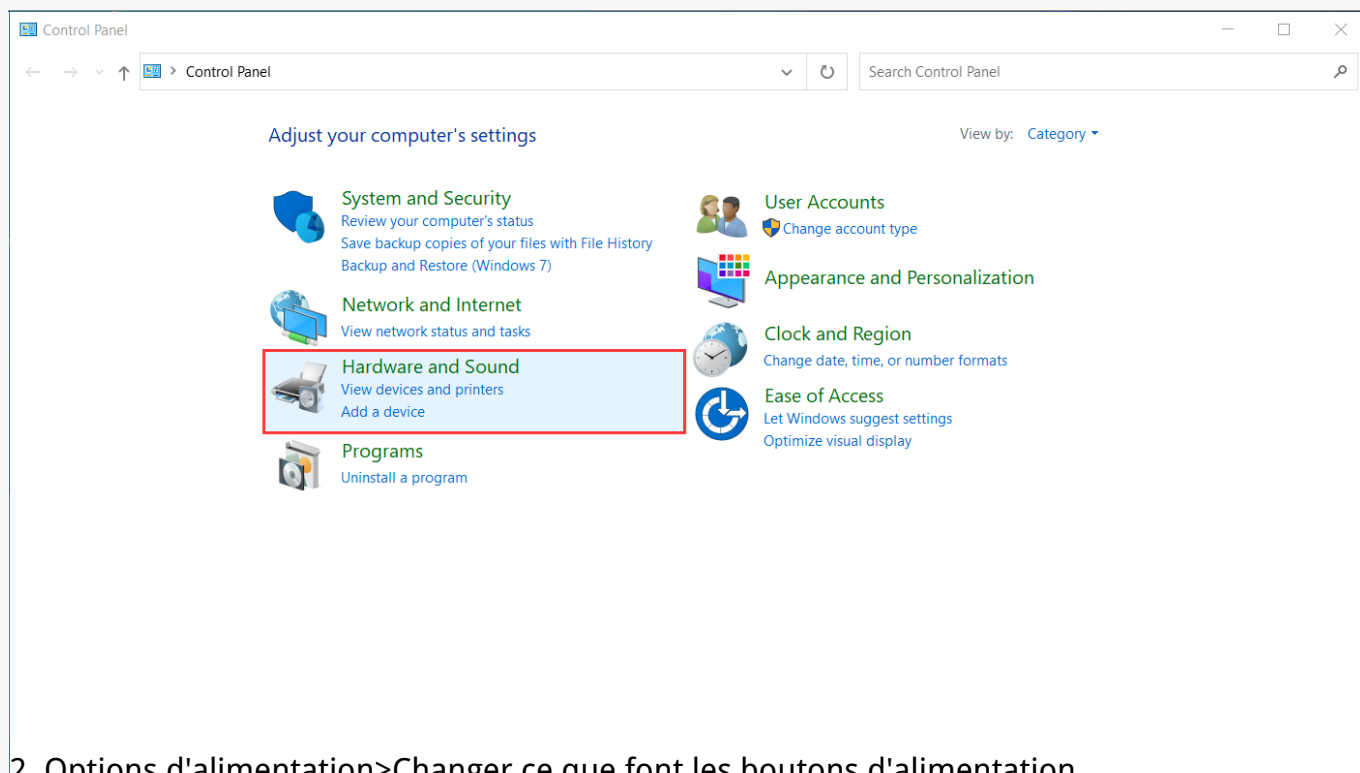 Control Panel
Control Panel
Search Control Panel
Adjust your computer's settings
View by: Category
System and Security
Review your computer's status
Save backup copies of your files with File History
Backup and Restore (Windows 7)
Network and Internet
View network status and tasks
Hardware and Sound
View devices and printers
Add a device
Programs
Uninstall a program
User Accounts
Change account type
Appearance and Personalization
Clock and Region
Change date, time, or number formats
Ease of Access
Let Windows suggest settings
Optimize visual display
2. Options d'alimentation>Changer ce que font les boutons d'alimentation